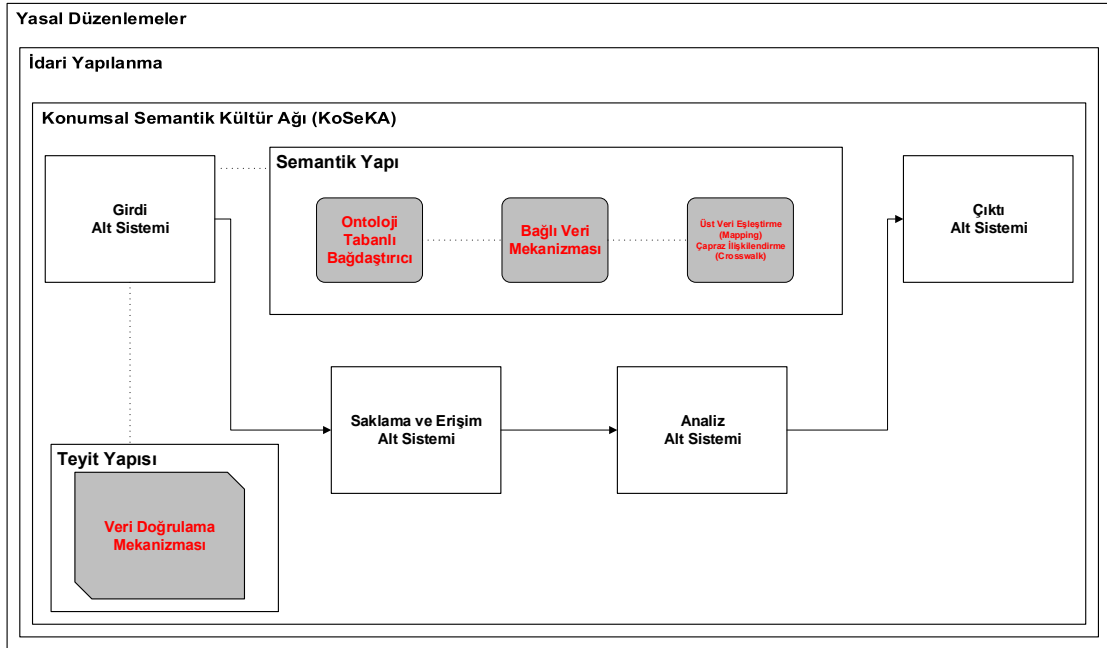 Yasal Düzenlemeler
İdari Yapılanma
Konumsal Semantik Kültür Ağı (KoSeKA)
Girdi
Alt Sistemi
Semantik Yapı
Ontoloji
Tabanlı
Bağdaştırıcı
Bağlı Veri
Mekanizması
Üst Veri Eşleştirme
(Mapping)
Çapraz İlişkilendirme
(Crosswalk)
Çıktı
Alt Sistemi
Saklama ve Erişim
Alt Sistemi
Analiz
Alt Sistemi
Teyit Yapısı
Veri Doğrulama
Mekanizması